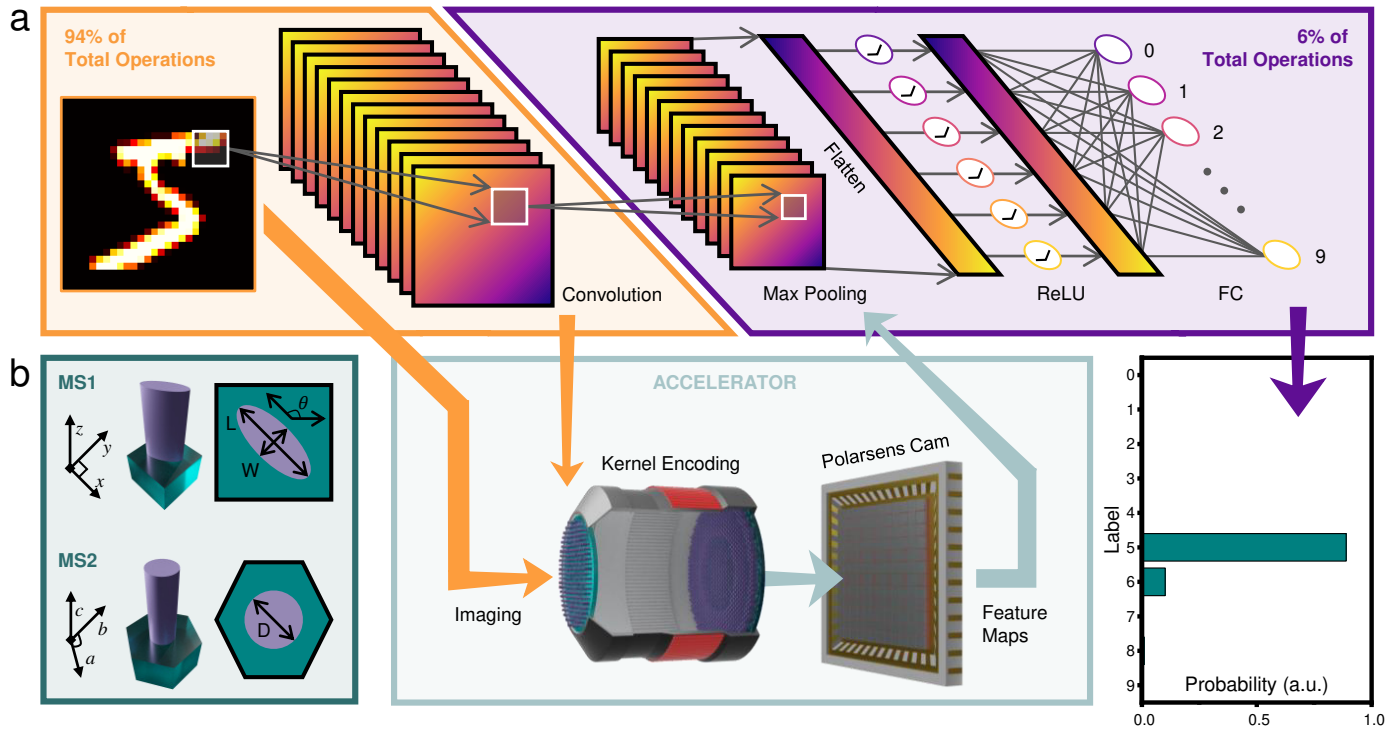 a
94% of
Total Operations
Convolution
6% of
Total Operations
Flatten
Max Pooling
ReLU
FC
0
1
2
9
b
MS1
z
y
x
L
W
θ
MS2
c
b
a
D
ACCELERATOR
Kernel Encoding
Polarsens Cam
Imaging
Feature
Maps
Label
0
1
2
3
4
5
6
7
8
9
Probability (a.u.)
0.0
0.5
1.0